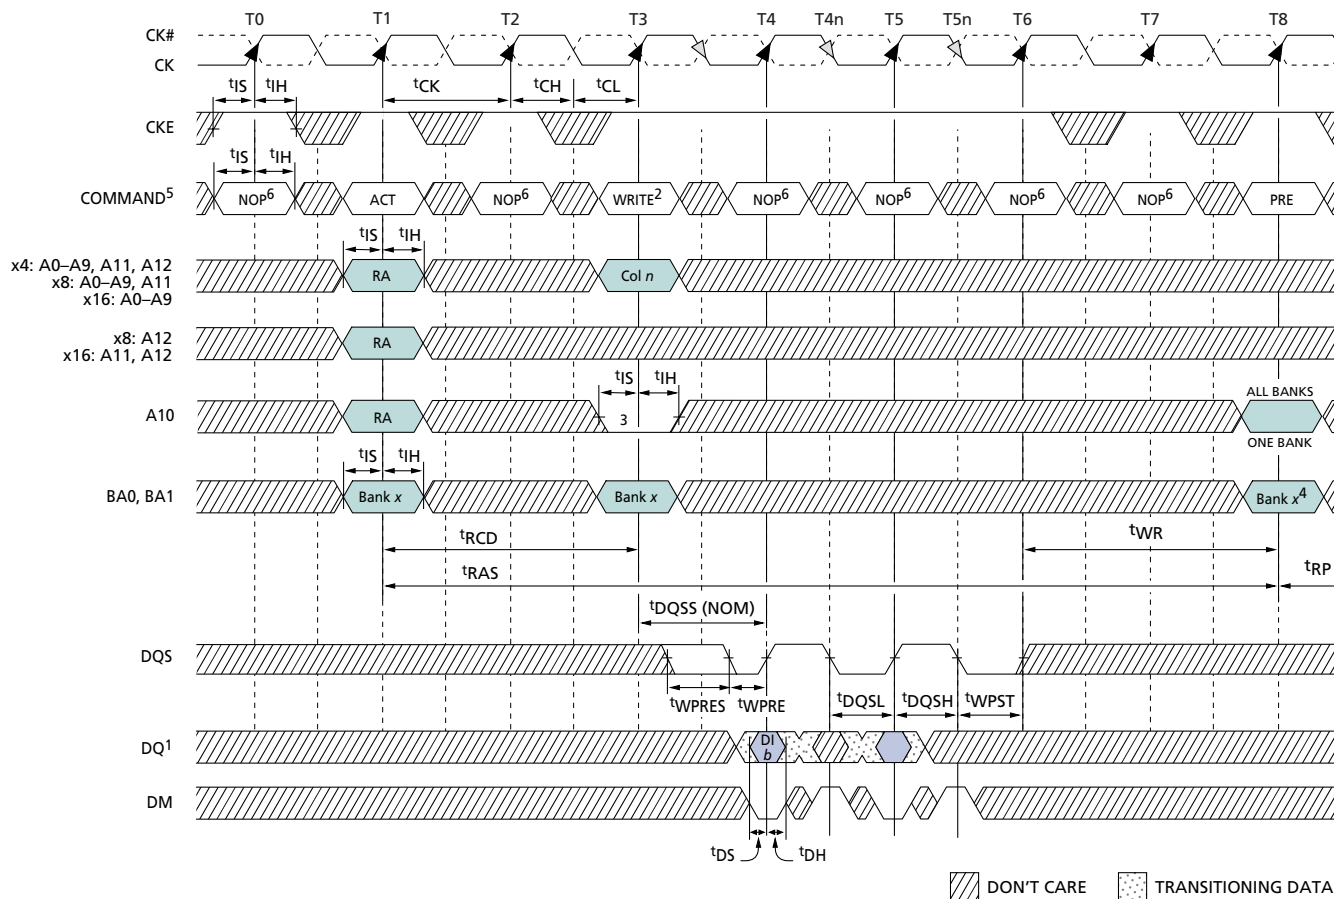 T0 T1 T2 T3 T4 T4n T5 T5n T6 T7 T8
CK#
CK
tIS tIH tCK tCH tCL
CKE
tIS tIH
COMMAND5 NOP6 ACT NOP6 WRITE2 NOP6 NOP6 NOP6 NOP6 PRE
tIS tIH
x4: A0–A9, A11, A12 RA Col n
x8: A0–A9, A11
x16: A0–A9
x8: A12 RA
x16: A11, A12
tIS tIH
ALL BANKS
A10 RA 3
ONE BANK
tIS tIH
BA0, BA1 Bank x Bank x Bank x4
tRCD tWR
tRAS tRP
tDQSS (NOM)
DQS
tWPRES tWPRE tDQSL tDQSH tWPST
DQ1 DI
b
DM
tDS tDH
DON'T CARE TRANSITIONING DATA